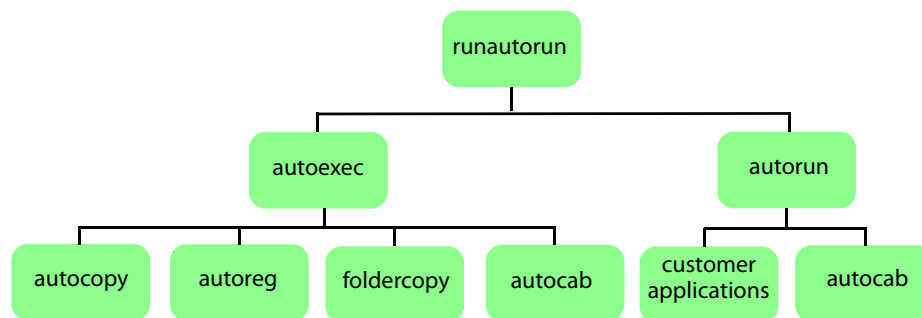 runautorun
autoexec
autorun
autocopy
autoreg
foldercopy
autocab
customer
applications
autocab